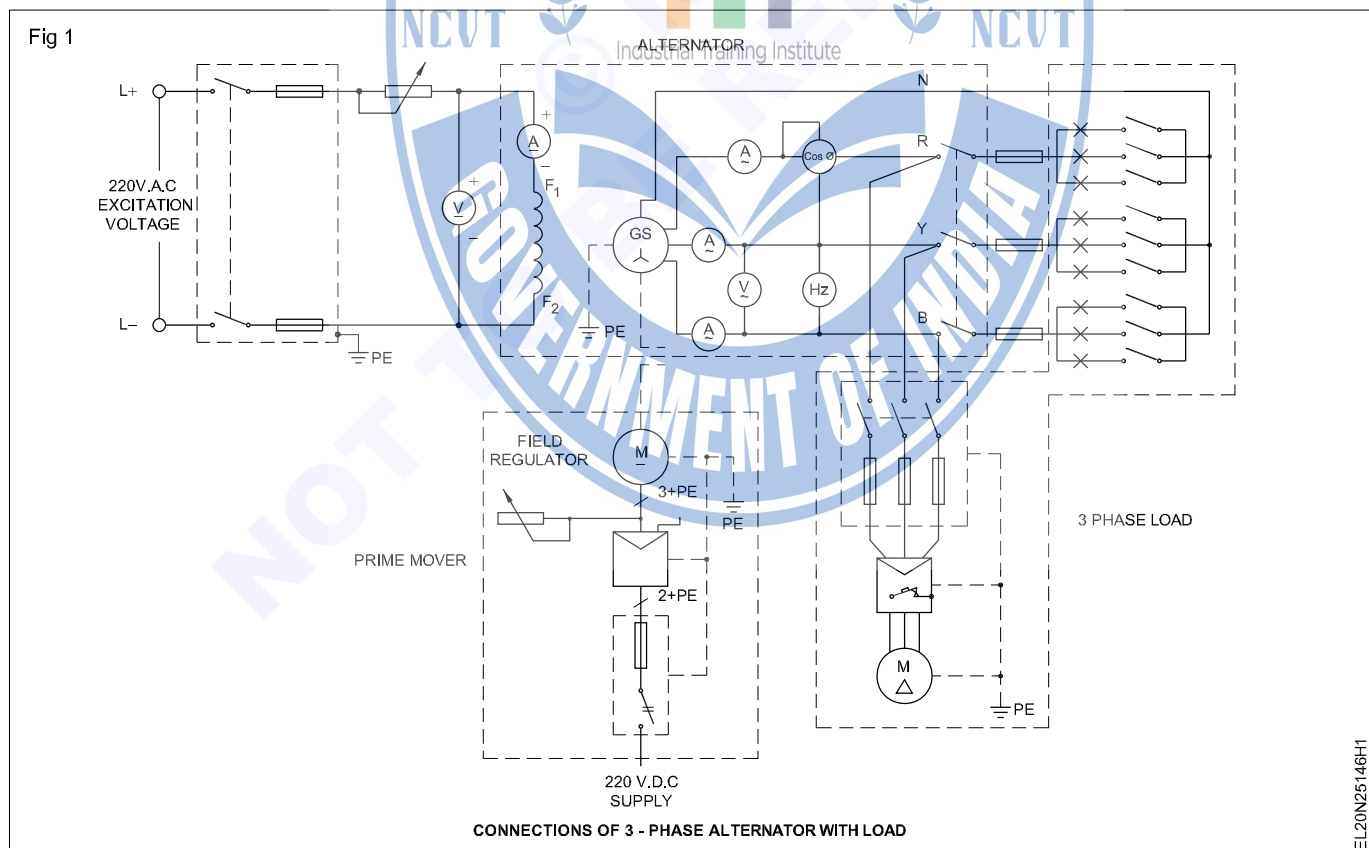 Fig 1
NCVT
NCVT
Industrial Training Institute
ALTERNATOR
L+
220V.A.C
EXCITATION
VOLTAGE
L–
PE
+
V
–
+
A
–
F1
F2
GS
PE
A
~
Cos Ø
A
~
V
~
Hz
A
~
N
R
Y
B
GOVERNMENT OF INDIA
NOT TO BE RE
©
FIELD
REGULATOR
M
3+PE
PE
PRIME MOVER
2+PE
220 V.D.C
SUPPLY
3 PHASE LOAD
M
PE
CONNECTIONS OF 3 - PHASE ALTERNATOR WITH LOAD
EL20N25146H1